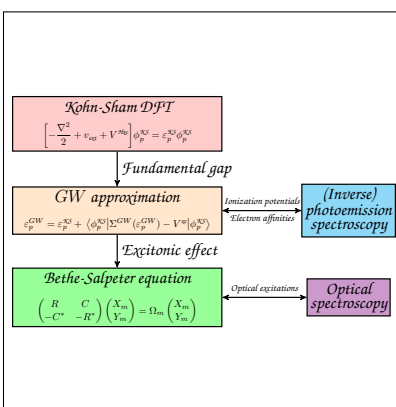 Kohn-Sham DFT
[-∇²/2 + v_ext + V^Hxc] φ_p^KS = ε_p^KS φ_p^KS
Fundamental gap
GW approximation
ε_p^GW = ε_p^KS + ⟨φ_p^KS|Σ^GW(ε_p^GW) − V^xc|φ_p^KS⟩
Ionization potentials
Electron affinities
(Inverse)
photoemission
spectroscopy
Excitonic effect
Bethe-Salpeter equation
( R C ) ( X_m ) = Ω_m ( X_m )
( −C* −R* ) ( Y_m ) ( Y_m )
Optical excitations
Optical
spectroscopy